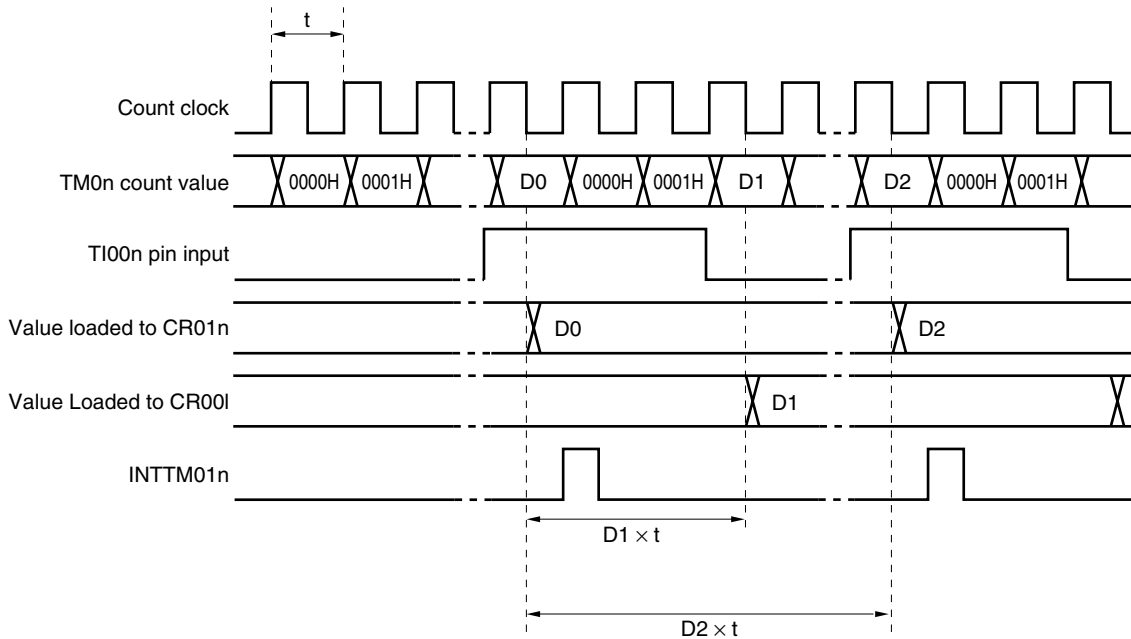 t
Count clock
TM0n count value 0000H 0001H D0 0000H 0001H D1 D2 0000H 0001H
TI00n pin input
Value loaded to CR01n D0 D2
Value Loaded to CR00l D1
INTTM01n
D1 × t
D2 × t